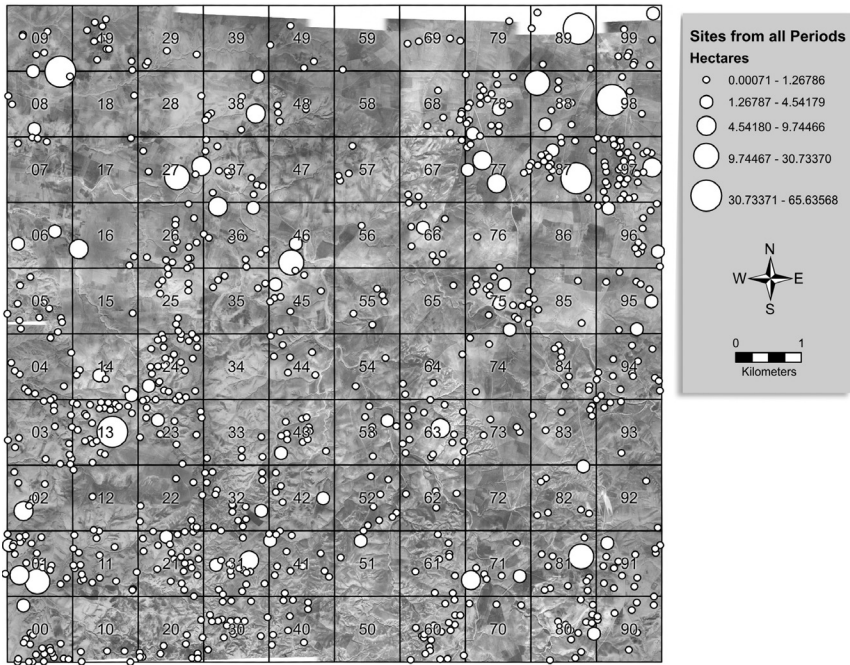 09 19 29 39 49 59 69 79 89 99
08 18 28 38 48 58 68 78 88 98
07 17 27 37 47 57 67 77 87 97
06 16 26 36 46 56 66 76 86 96
05 15 25 35 45 55 65 75 85 95
04 14 24 34 44 54 64 74 84 94
03 13 23 33 43 53 63 73 83 93
02 12 22 32 42 52 62 72 82 92
01 11 21 31 41 51 61 71 81 91
00 10 20 30 40 50 60 70 80 90
Sites from all Periods
Hectares
0.00071 - 1.26786
1.26787 - 4.54179
4.54180 - 9.74466
9.74467 - 30.73370
30.73371 - 65.63568
N
W E
S
0 1
Kilometers